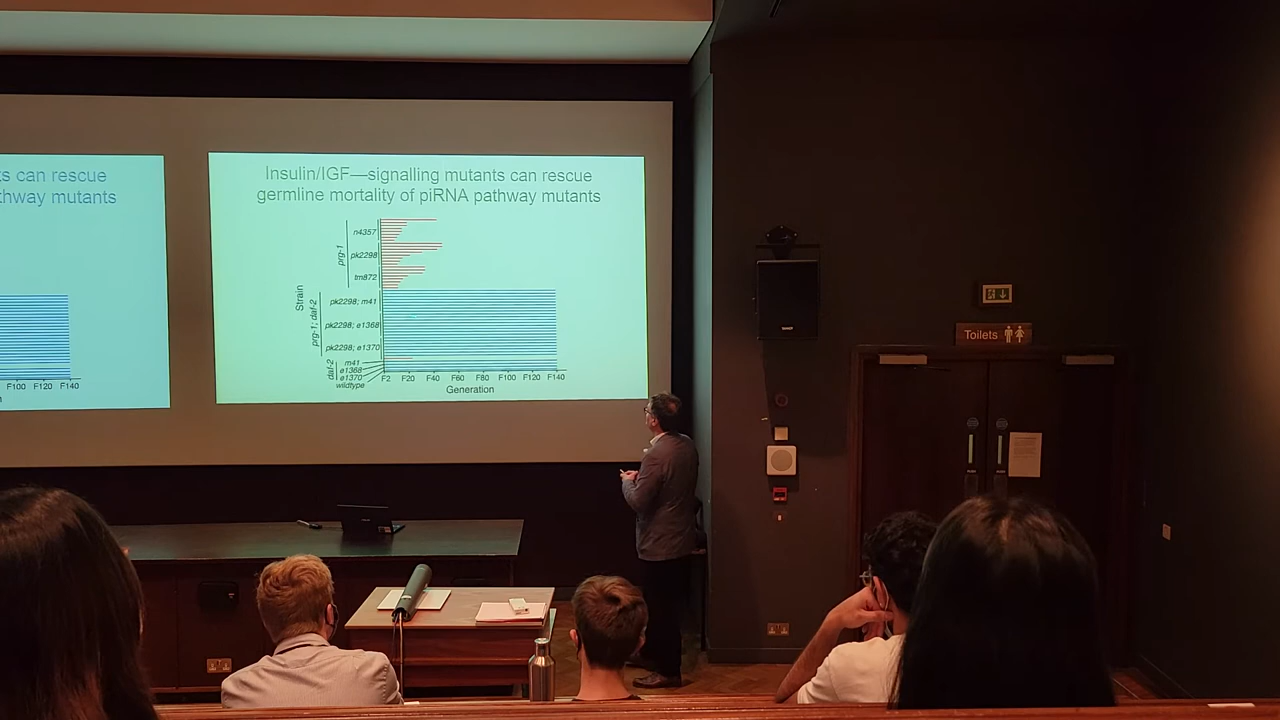 ts can rescue
thway mutants
F100 F120 F140
Insulin/IGF—signalling mutants can rescue
germline mortality of piRNA pathway mutants
Strain
prg-1
n4357
pk2298
tm872
prg-1; daf-2
pk2298; m41
pk2298; e1368
pk2298; e1370
daf-2
m41
e1368
e1370
wildtype
F2 F20 F40 F60 F80 F100 F120 F140
Generation
Toilets